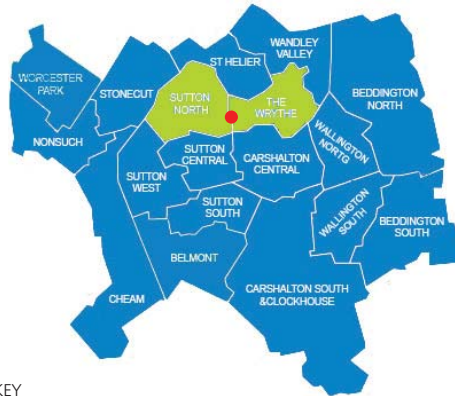 WANDLEY
VALLEY
ST HELIER
WORCESTER
PARK
STONECUT
BEDDINGTON
NORTH
SUTTON
NORTH
THE
WRYTHE
NONSUCH
WALLINGTON
NORTG
SUTTON
CENTRAL
CARSHALTON
CENTRAL
SUTTON
WEST
SUTTON
SOUTH
WALLINGTON
SOUTH
BEDDINGTON
SOUTH
BELMONT
CARSHALTON SOUTH
&CLOCKHOUSE
CHEAM
KEY